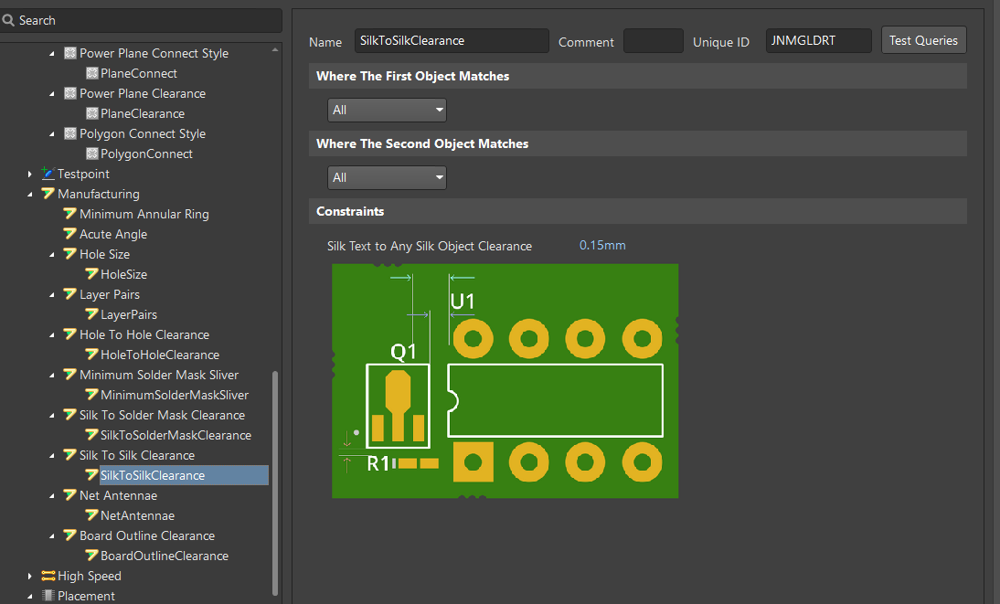 Search
Power Plane Connect Style
PlaneConnect
Power Plane Clearance
PlaneClearance
Polygon Connect Style
PolygonConnect
Testpoint
Manufacturing
Minimum Annular Ring
Acute Angle
Hole Size
HoleSize
Layer Pairs
LayerPairs
Hole To Hole Clearance
HoleToHoleClearance
Minimum Solder Mask Sliver
MinimumSolderMaskSliver
Silk To Solder Mask Clearance
SilkToSolderMaskClearance
Silk To Silk Clearance
SilkToSilkClearance
Net Antennae
NetAntennae
Board Outline Clearance
BoardOutlineClearance
High Speed
Placement
Name SilkToSilkClearance Comment Unique ID JNMGLDRT Test Queries
Where The First Object Matches
All
Where The Second Object Matches
All
Constraints
Silk Text to Any Silk Object Clearance 0.15mm
U1
Q1
R1